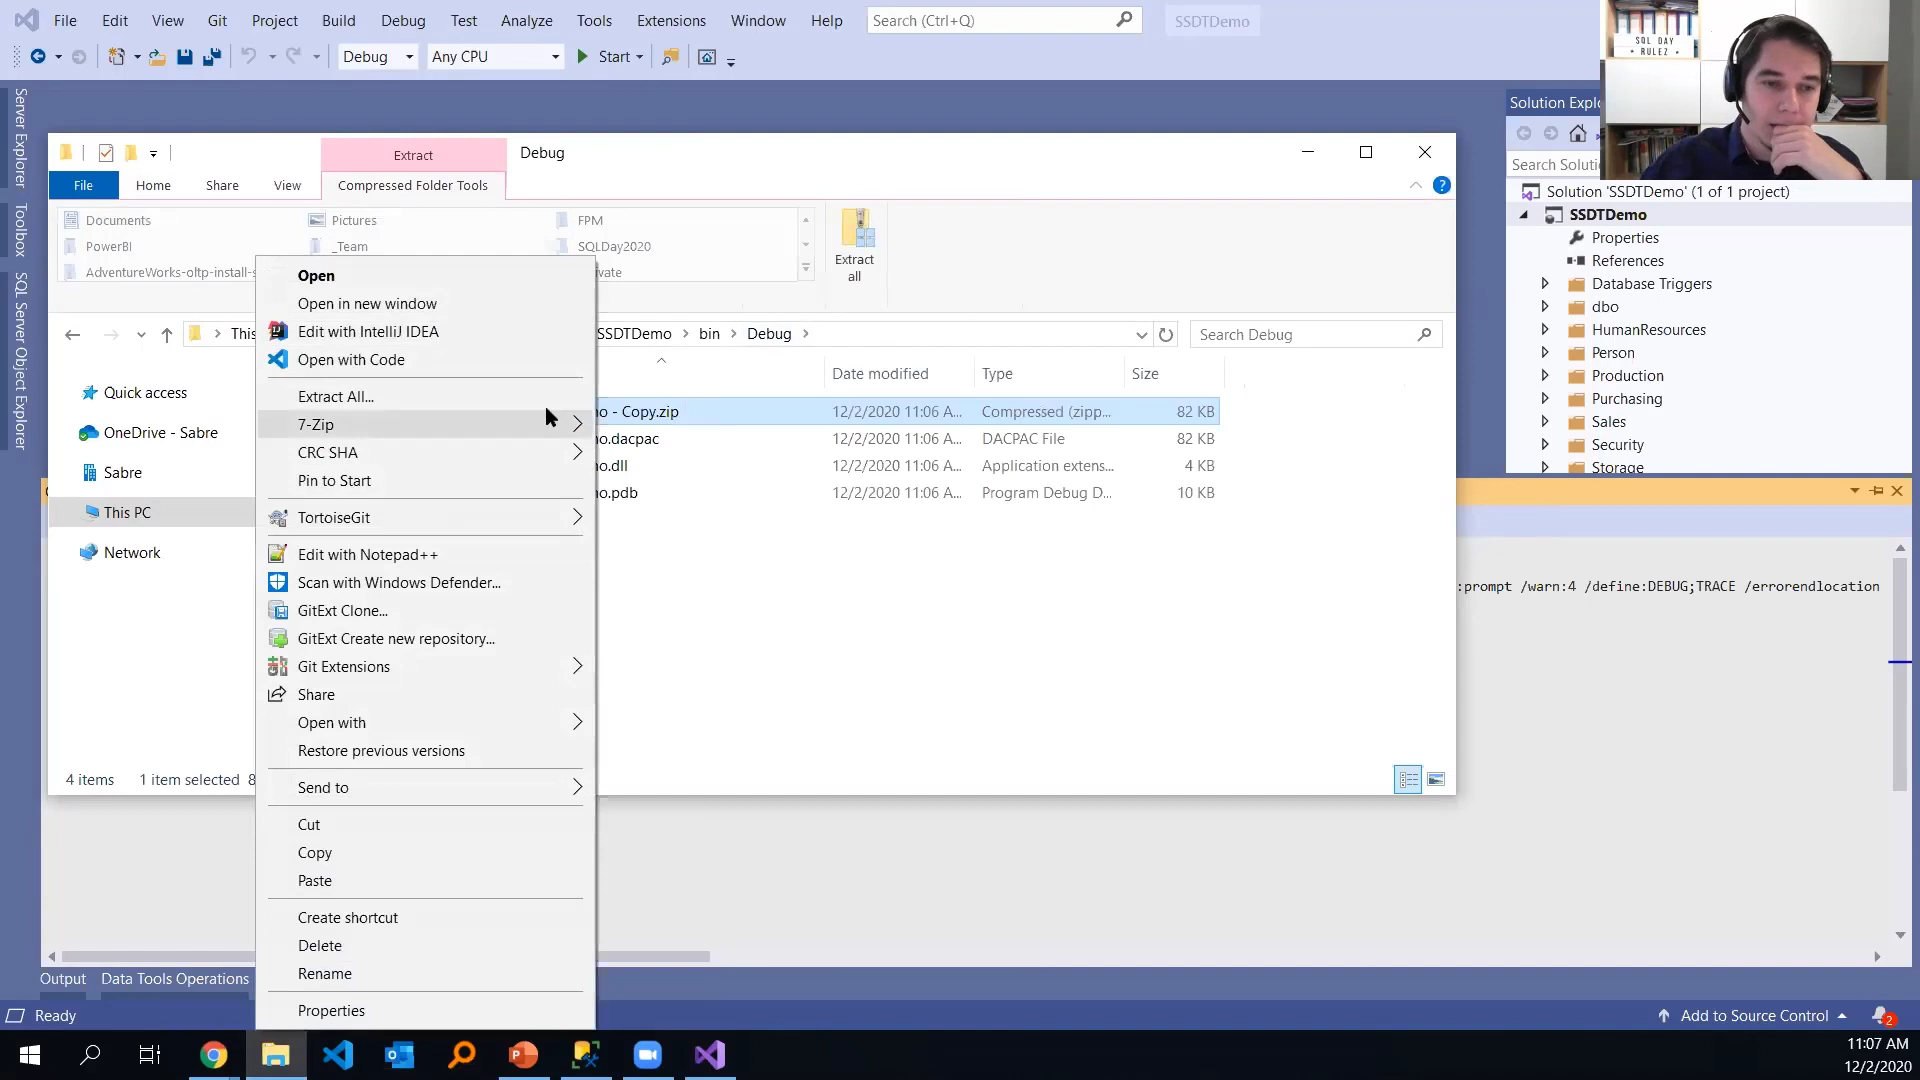 File Edit View Git Project Build Debug Test Analyze Tools Extensions Window Help Search (Ctrl+Q) SSDTDemo
Debug Any CPU Start
SQL DAY
RULEZ
Server Explorer
Toolbox
SQL Server Object Explorer
Extract Debug
File Home Share View Compressed Folder Tools
Documents Pictures FPM
PowerBI _Team SQLDay2020
AdventureWorks-oltp-install-s
Extract
all
This SSDTDemo bin Debug Search Debug
Date modified Type Size
Quick access
OneDrive - Sabre
Sabre
This PC
Network
no - Copy.zip 12/2/2020 11:06 A... Compressed (zipp... 82 KB
no.dacpac 12/2/2020 11:06 A... DACPAC File 82 KB
no.dll 12/2/2020 11:06 A... Application extens... 4 KB
no.pdb 12/2/2020 11:06 A... Program Debug D... 10 KB
4 items 1 item selected 8
Open
Open in new window
Edit with IntelliJ IDEA
Open with Code
Extract All...
7-Zip
CRC SHA
Pin to Start
TortoiseGit
Edit with Notepad++
Scan with Windows Defender...
GitExt Clone...
GitExt Create new repository...
Git Extensions
Share
Open with
Restore previous versions
Send to
Cut
Copy
Paste
Create shortcut
Delete
Rename
Properties
Solution Explo
Search Soluti
Solution 'SSDTDemo' (1 of 1 project)
SSDTDemo
Properties
References
Database Triggers
dbo
HumanResources
Person
Production
Purchasing
Sales
Security
Storage
:prompt /warn:4 /define:DEBUG;TRACE /errorendlocation
Output Data Tools Operations
Ready Add to Source Control 2
11:07 AM
12/2/2020